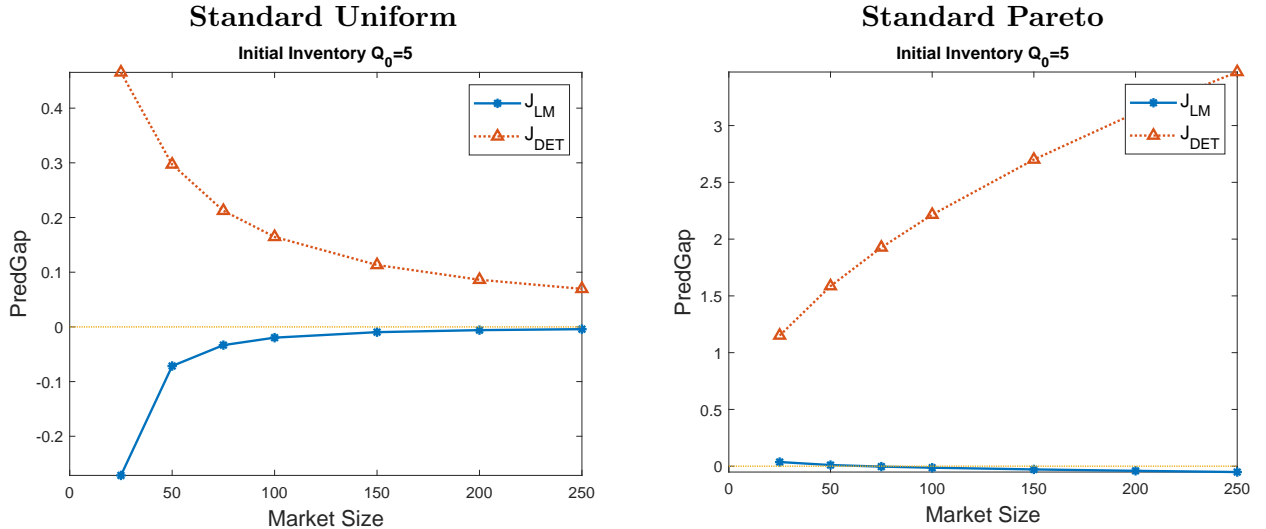 Standard Uniform
Initial Inventory Q_0=5
PredGap
0.4
0.3
0.2
0.1
0
-0.1
-0.2
J_LM
J_DET
0 50 100 150 200 250
Market Size
Standard Pareto
Initial Inventory Q_0=5
PredGap
3
2.5
2
1.5
1
0.5
0
J_LM
J_DET
0 50 100 150 200 250
Market Size